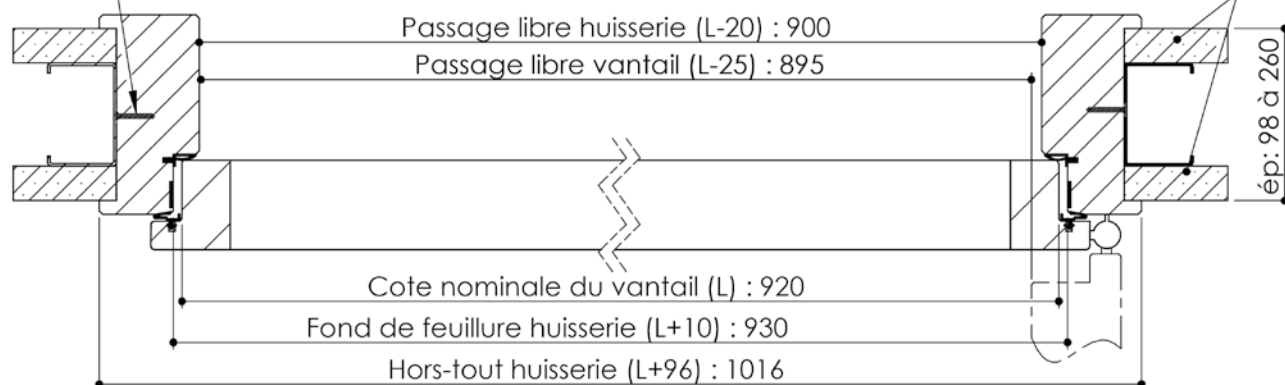 Passage libre huisserie (L-20) : 900
Passage libre vantail (L-25) : 895
ép: 98 à 260
Cote nominale du vantail (L) : 920
Fond de feuillure huisserie (L+10) : 930
Hors-tout huisserie (L+96) : 1016